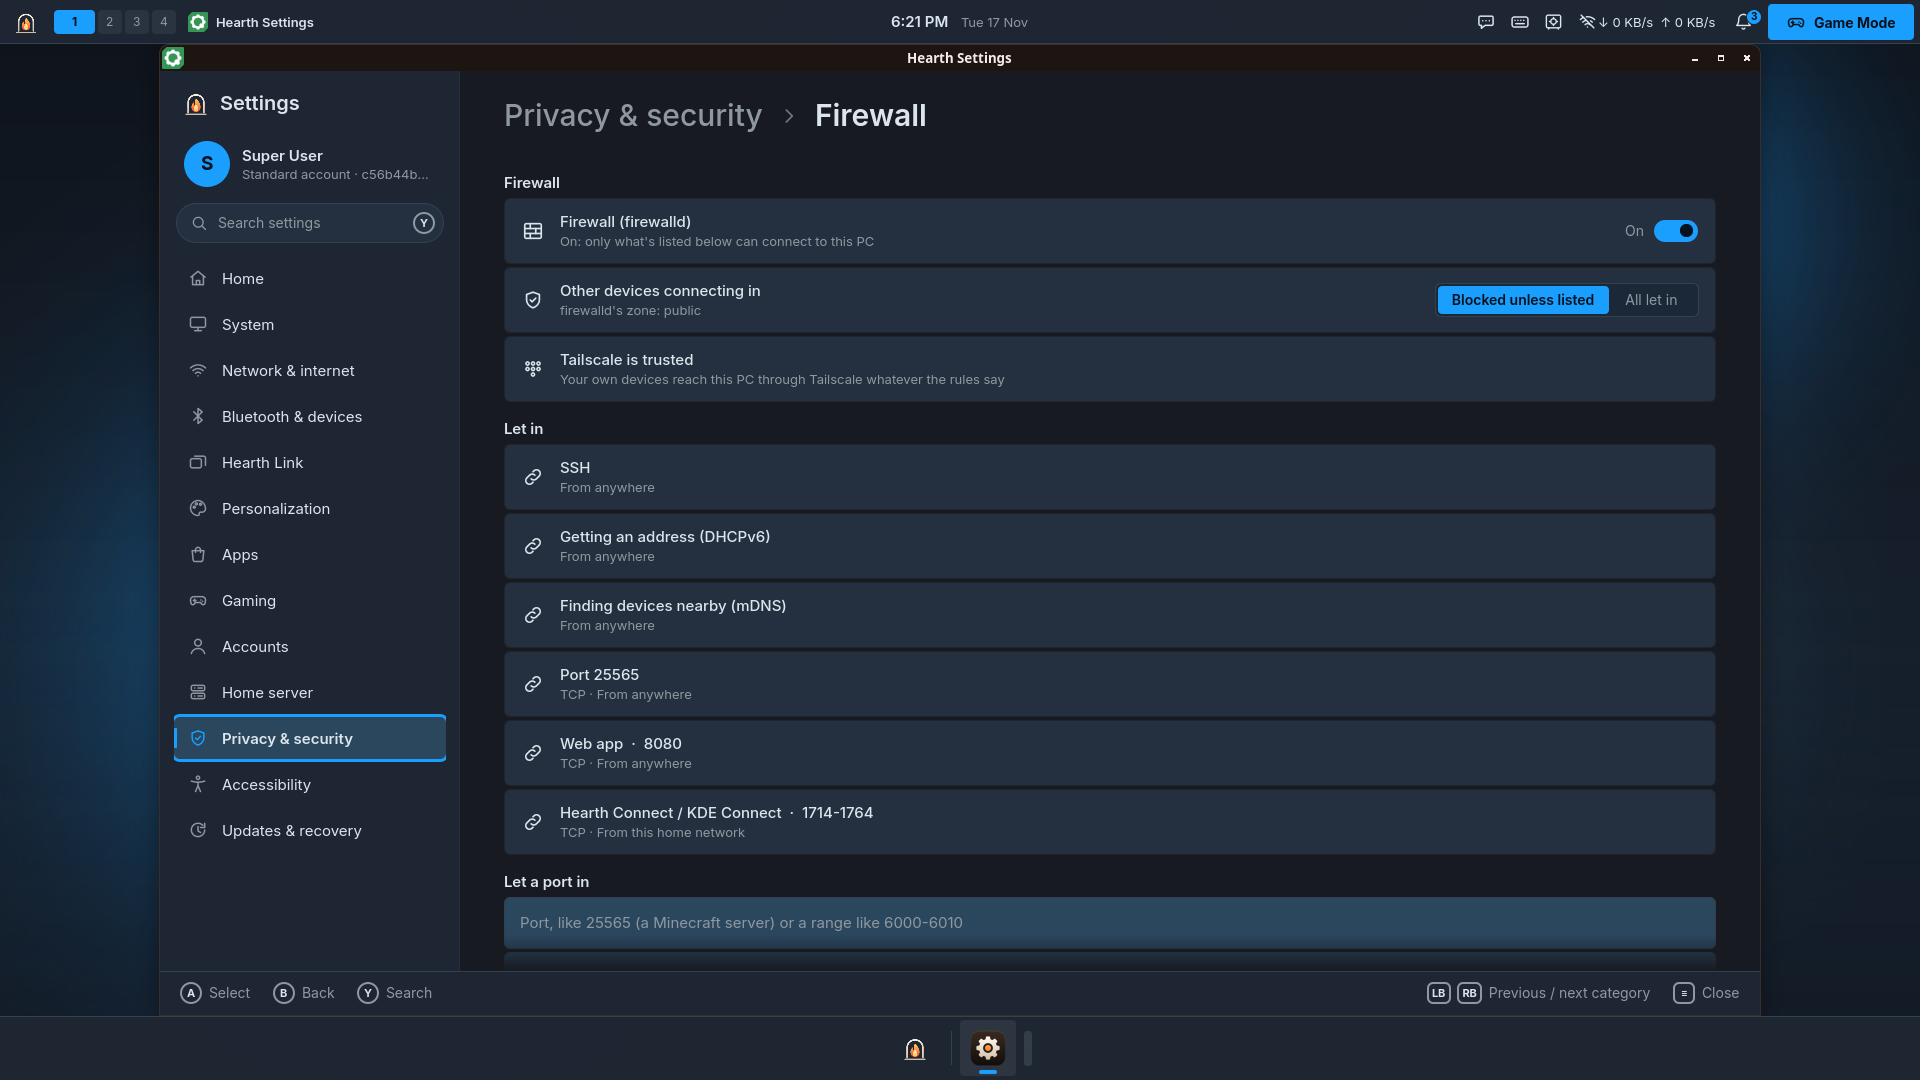 1 2 3 4 Hearth Settings
6:21 PM Tue 17 Nov
↓ 0 KB/s ↑ 0 KB/s 3 Game Mode
Hearth Settings
Settings
S
Super User
Standard account · c56b44b...
Search settings Y
Home
System
Network & internet
Bluetooth & devices
Hearth Link
Personalization
Apps
Gaming
Accounts
Home server
Privacy & security
Accessibility
Updates & recovery
Privacy & security > Firewall
Firewall
Firewall (firewalld)
On: only what's listed below can connect to this PC
On
Other devices connecting in
firewalld's zone: public
Blocked unless listed All let in
Tailscale is trusted
Your own devices reach this PC through Tailscale whatever the rules say
Let in
SSH
From anywhere
Getting an address (DHCPv6)
From anywhere
Finding devices nearby (mDNS)
From anywhere
Port 25565
TCP · From anywhere
Web app · 8080
TCP · From anywhere
Hearth Connect / KDE Connect · 1714-1764
TCP · From this home network
Let a port in
Port, like 25565 (a Minecraft server) or a range like 6000-6010
A Select B Back Y Search
LB RB Previous / next category ≡ Close